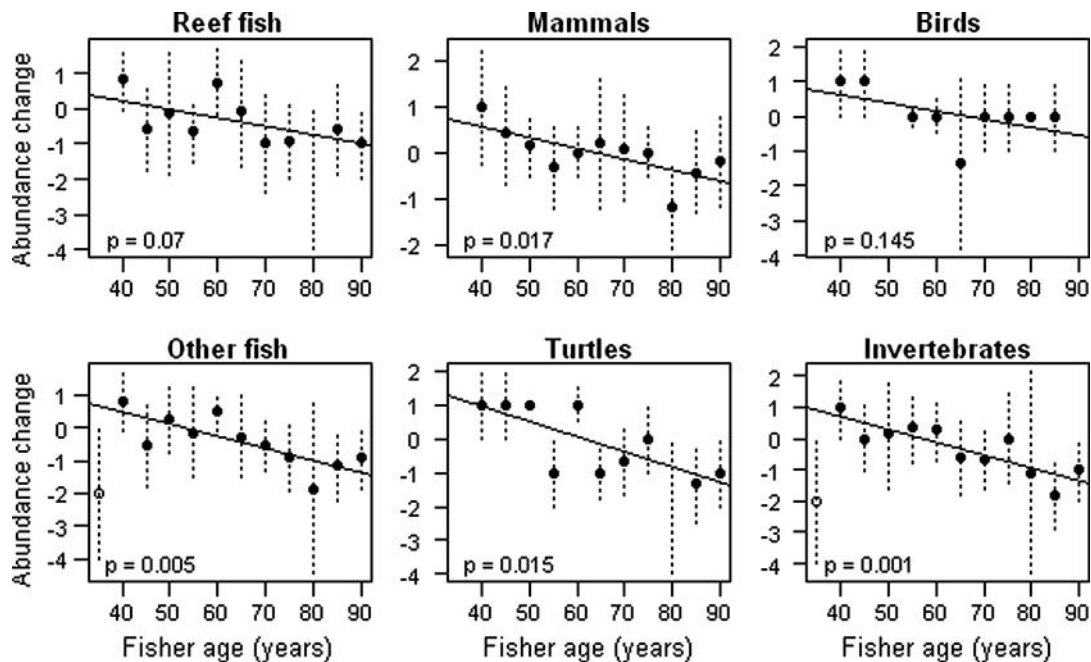 Reef fish
Mammals
Birds
Abundance change
1
0
-1
-2
-3
-4
p = 0.07
40 50 60 70 80 90
2
1
0
-1
-2
p = 0.017
40 50 60 70 80 90
2
1
0
-1
-2
-3
-4
p = 0.145
40 50 60 70 80 90
Other fish
Turtles
Invertebrates
Abundance change
1
0
-1
-2
-3
-4
p = 0.005
40 50 60 70 80 90
Fisher age (years)
2
1
0
-1
-2
-3
-4
p = 0.015
40 50 60 70 80 90
Fisher age (years)
2
1
0
-1
-2
-3
-4
p = 0.001
40 50 60 70 80 90
Fisher age (years)